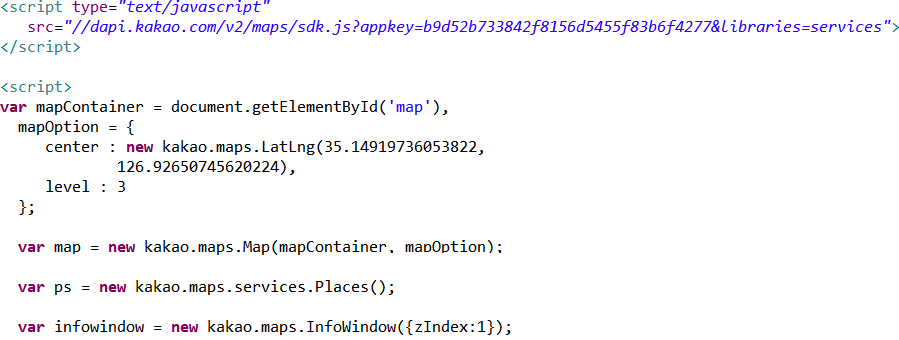 <script type="text/javascript"
src="//dapi.kakao.com/v2/maps/sdk.js?appkey=b9d52b733842f8156d5455f83b6f4277&libraries=services">
</script>
<script>
var mapContainer = document.getElementById('map'),
mapOption = {
center : new kakao.maps.LatLng(35.14919736053822,
126.92650745620224),
level : 3
};
var map = new kakao.maps.Map(mapContainer, mapOption);
var ps = new kakao.maps.services.Places();
var infowindow = new kakao.maps.InfoWindow({zIndex:1});